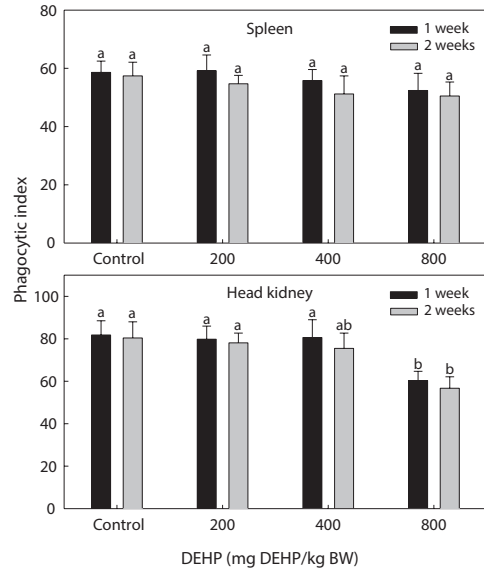 80
Spleen
1 week
2 weeks
a a a a a a a a
60
40
20
0
Control 200 400 800
Phagocytic index
Head kidney
1 week
2 weeks
100
a a a a a ab b b
80
60
40
20
0
Control 200 400 800
DEHP (mg DEHP/kg BW)